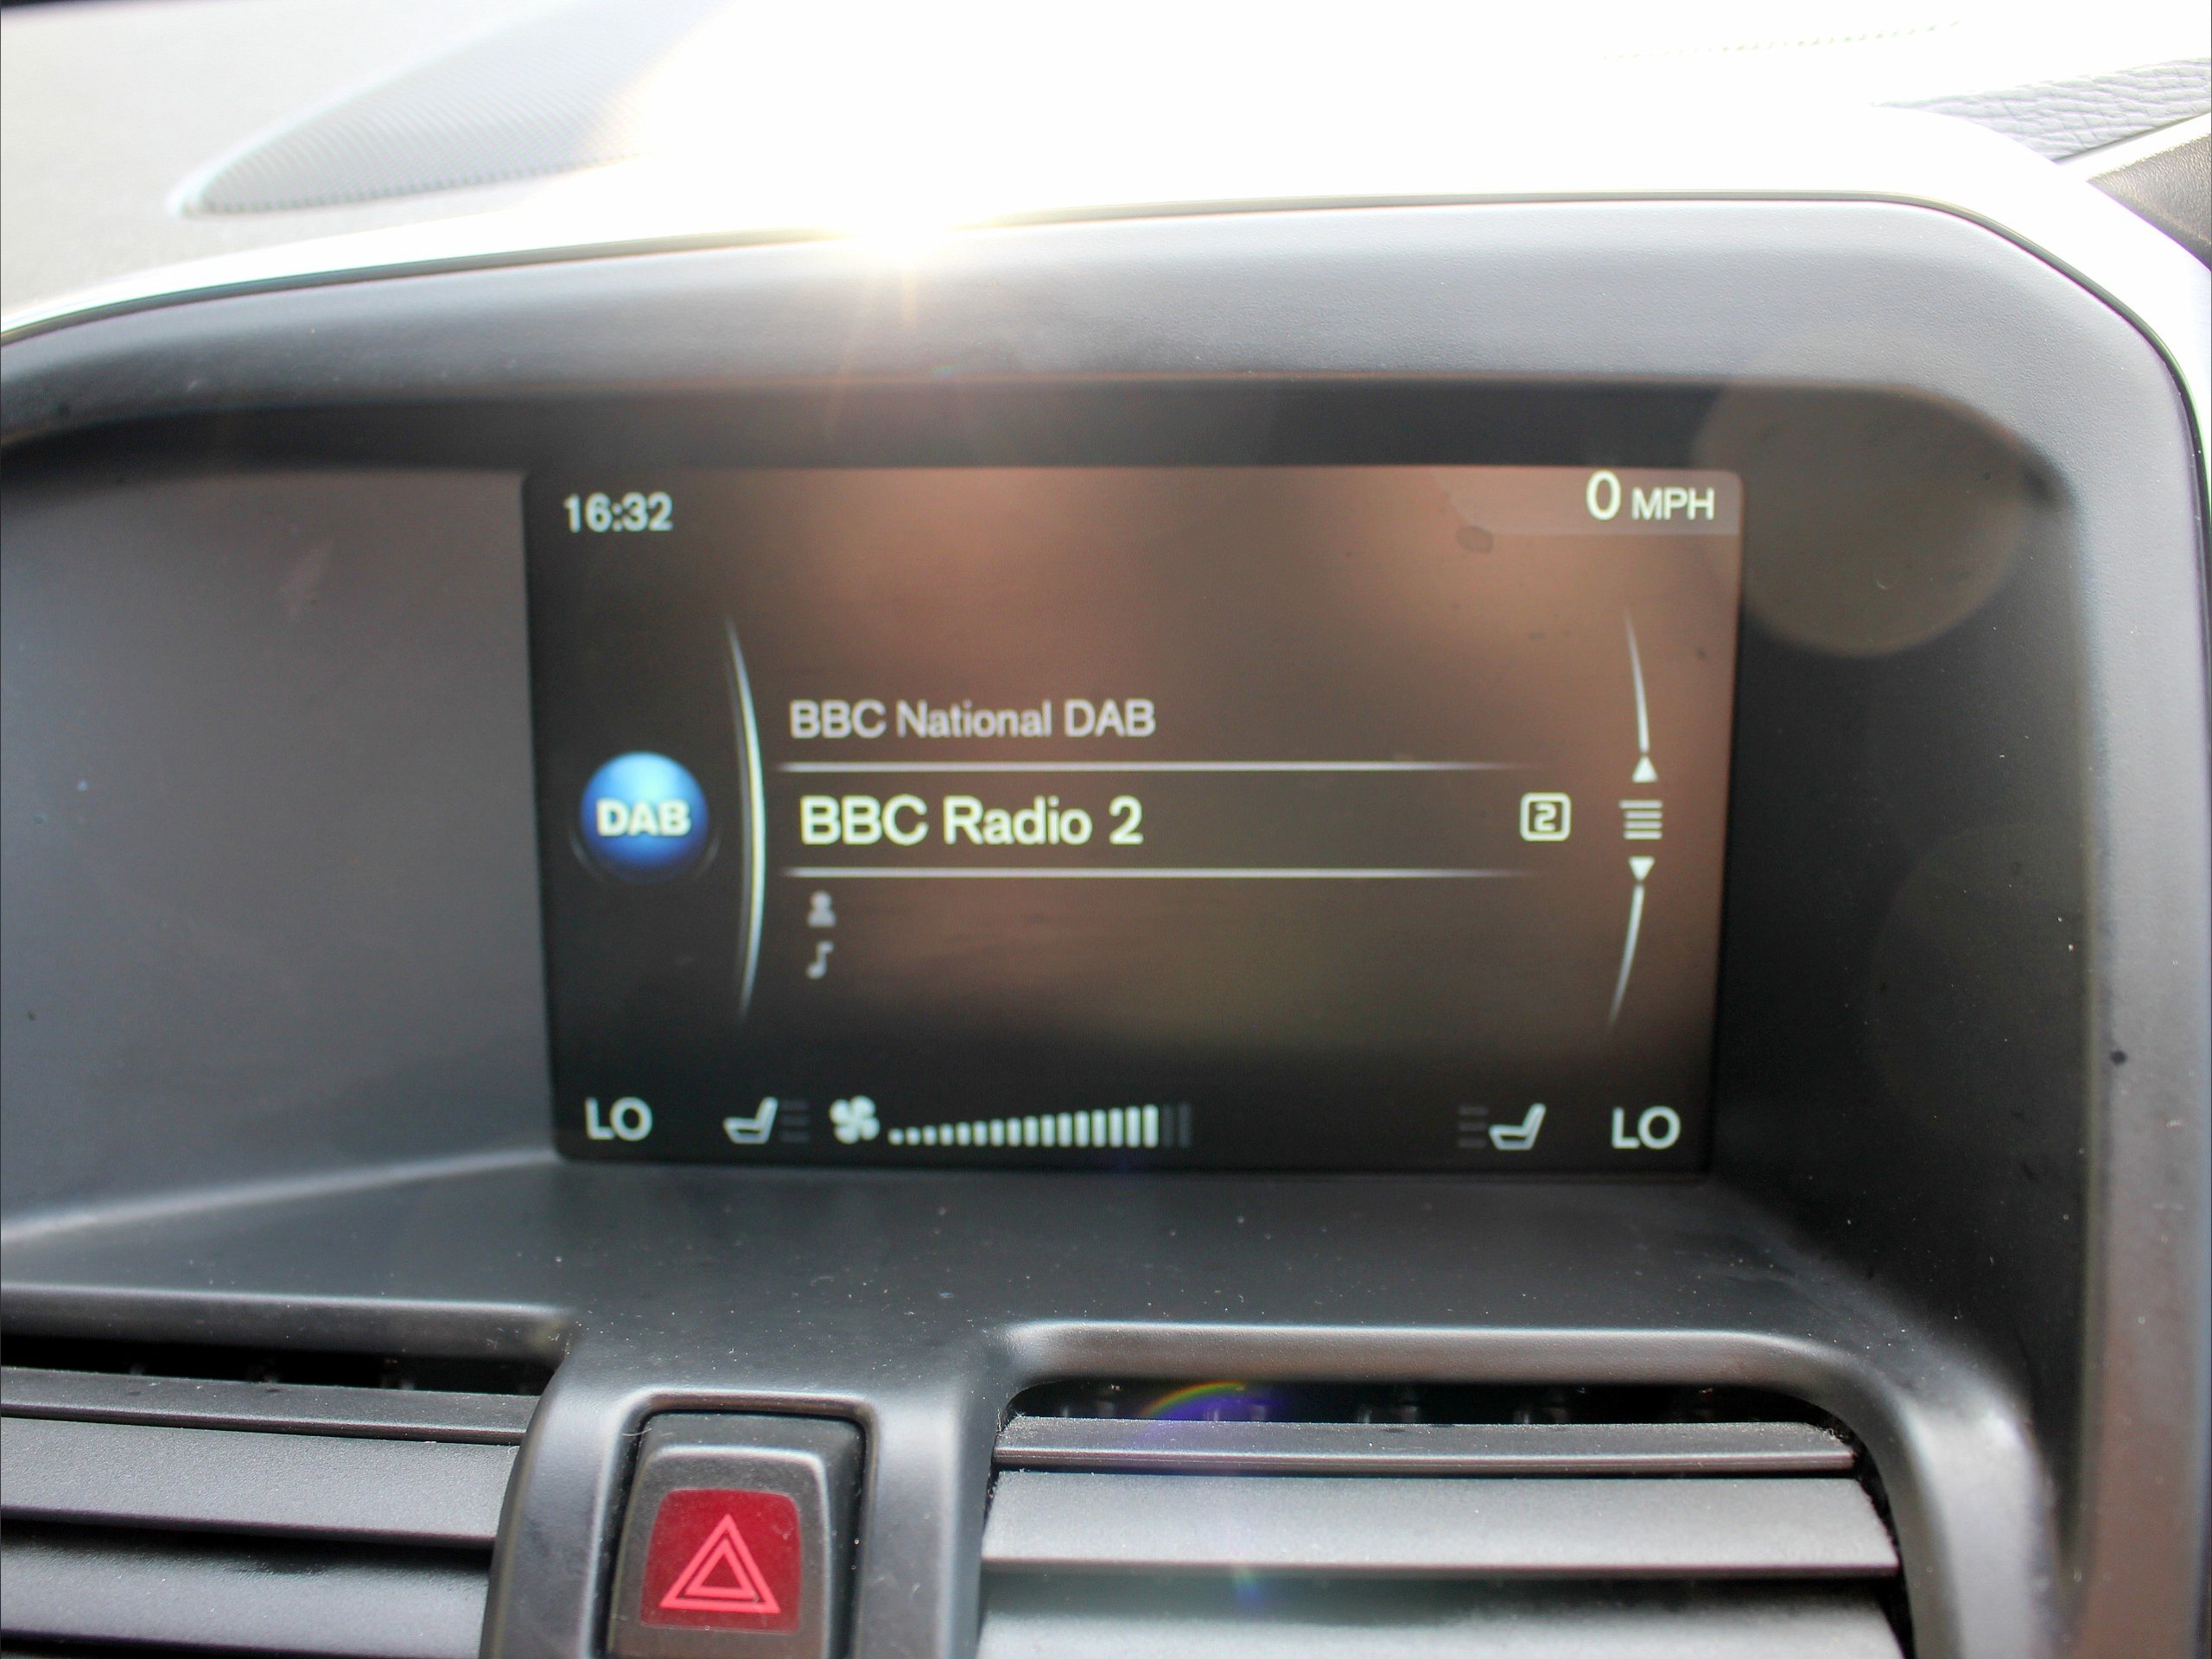 16:32
0 MPH
BBC National DAB
DAB
BBC Radio 2
2
LO
LO